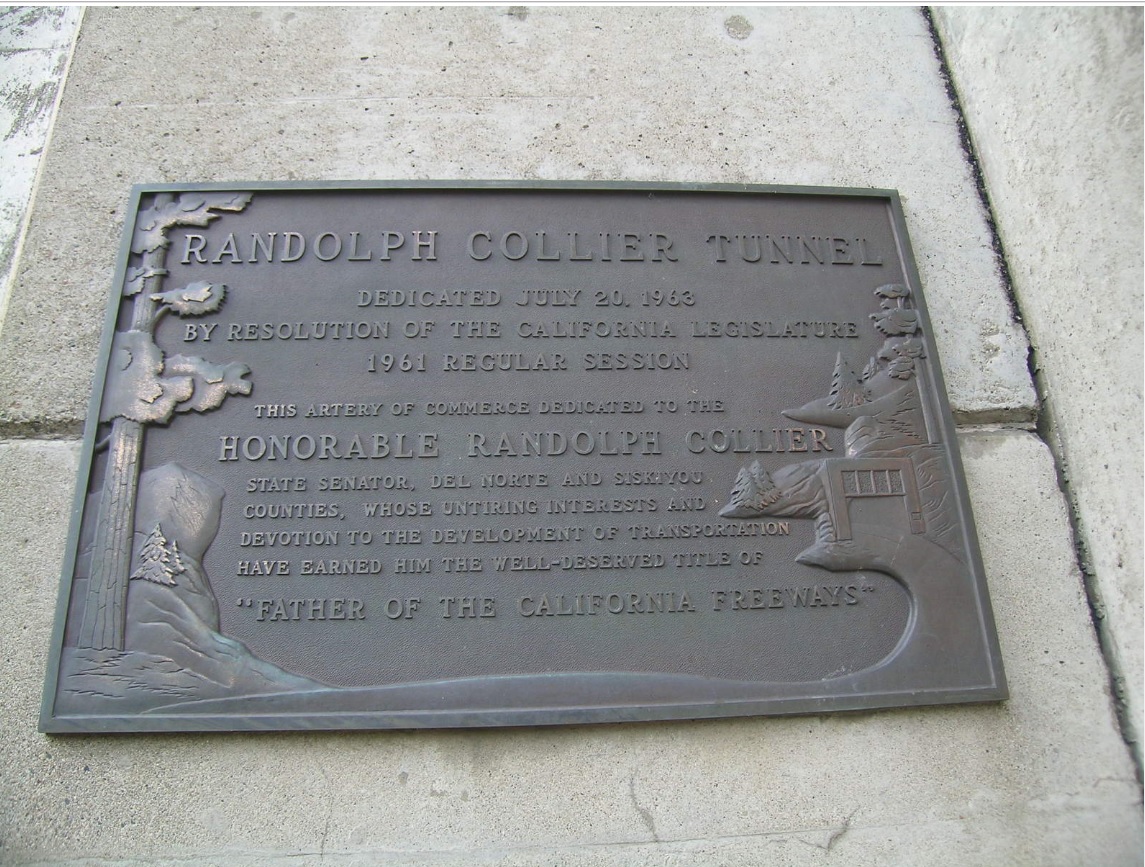 RANDOLPH COLLIER TUNNEL
DEDICATED JULY 20, 1963
BY RESOLUTION OF THE CALIFORNIA LEGISLATURE
1961 REGULAR SESSION
THIS ARTERY OF COMMERCE DEDICATED TO THE
HONORABLE RANDOLPH COLLIER
STATE SENATOR, DEL NORTE AND SISKIYOU
COUNTIES, WHOSE UNTIRING INTERESTS AND
DEVOTION TO THE DEVELOPMENT OF TRANSPORTATION
HAVE EARNED HIM THE WELL-DESERVED TITLE OF
"FATHER OF THE CALIFORNIA FREEWAYS"